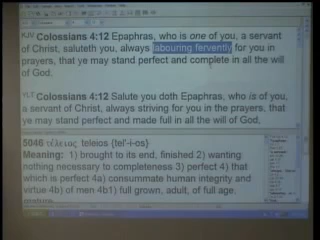 KJV Colossians 4:12 Epaphras, who is one of you, a servant
of Christ, saluteth you, always labouring fervently for you in
prayers, that ye may stand perfect and complete in all the will
of God.
YLT Colossians 4:12 Salute you doth Epaphras, who is of you,
a servant of Christ, always striving for you in the prayers, that
ye may stand perfect and made full in all the will of God,
5046 τέλειος teleios {tel'-i-os}
Meaning: 1) brought to its end, finished 2) wanting
nothing necessary to completeness 3) perfect 4) that
which is perfect 4a) consummate human integrity and
virtue 4b) of men 4b1) full grown, adult, of full age,